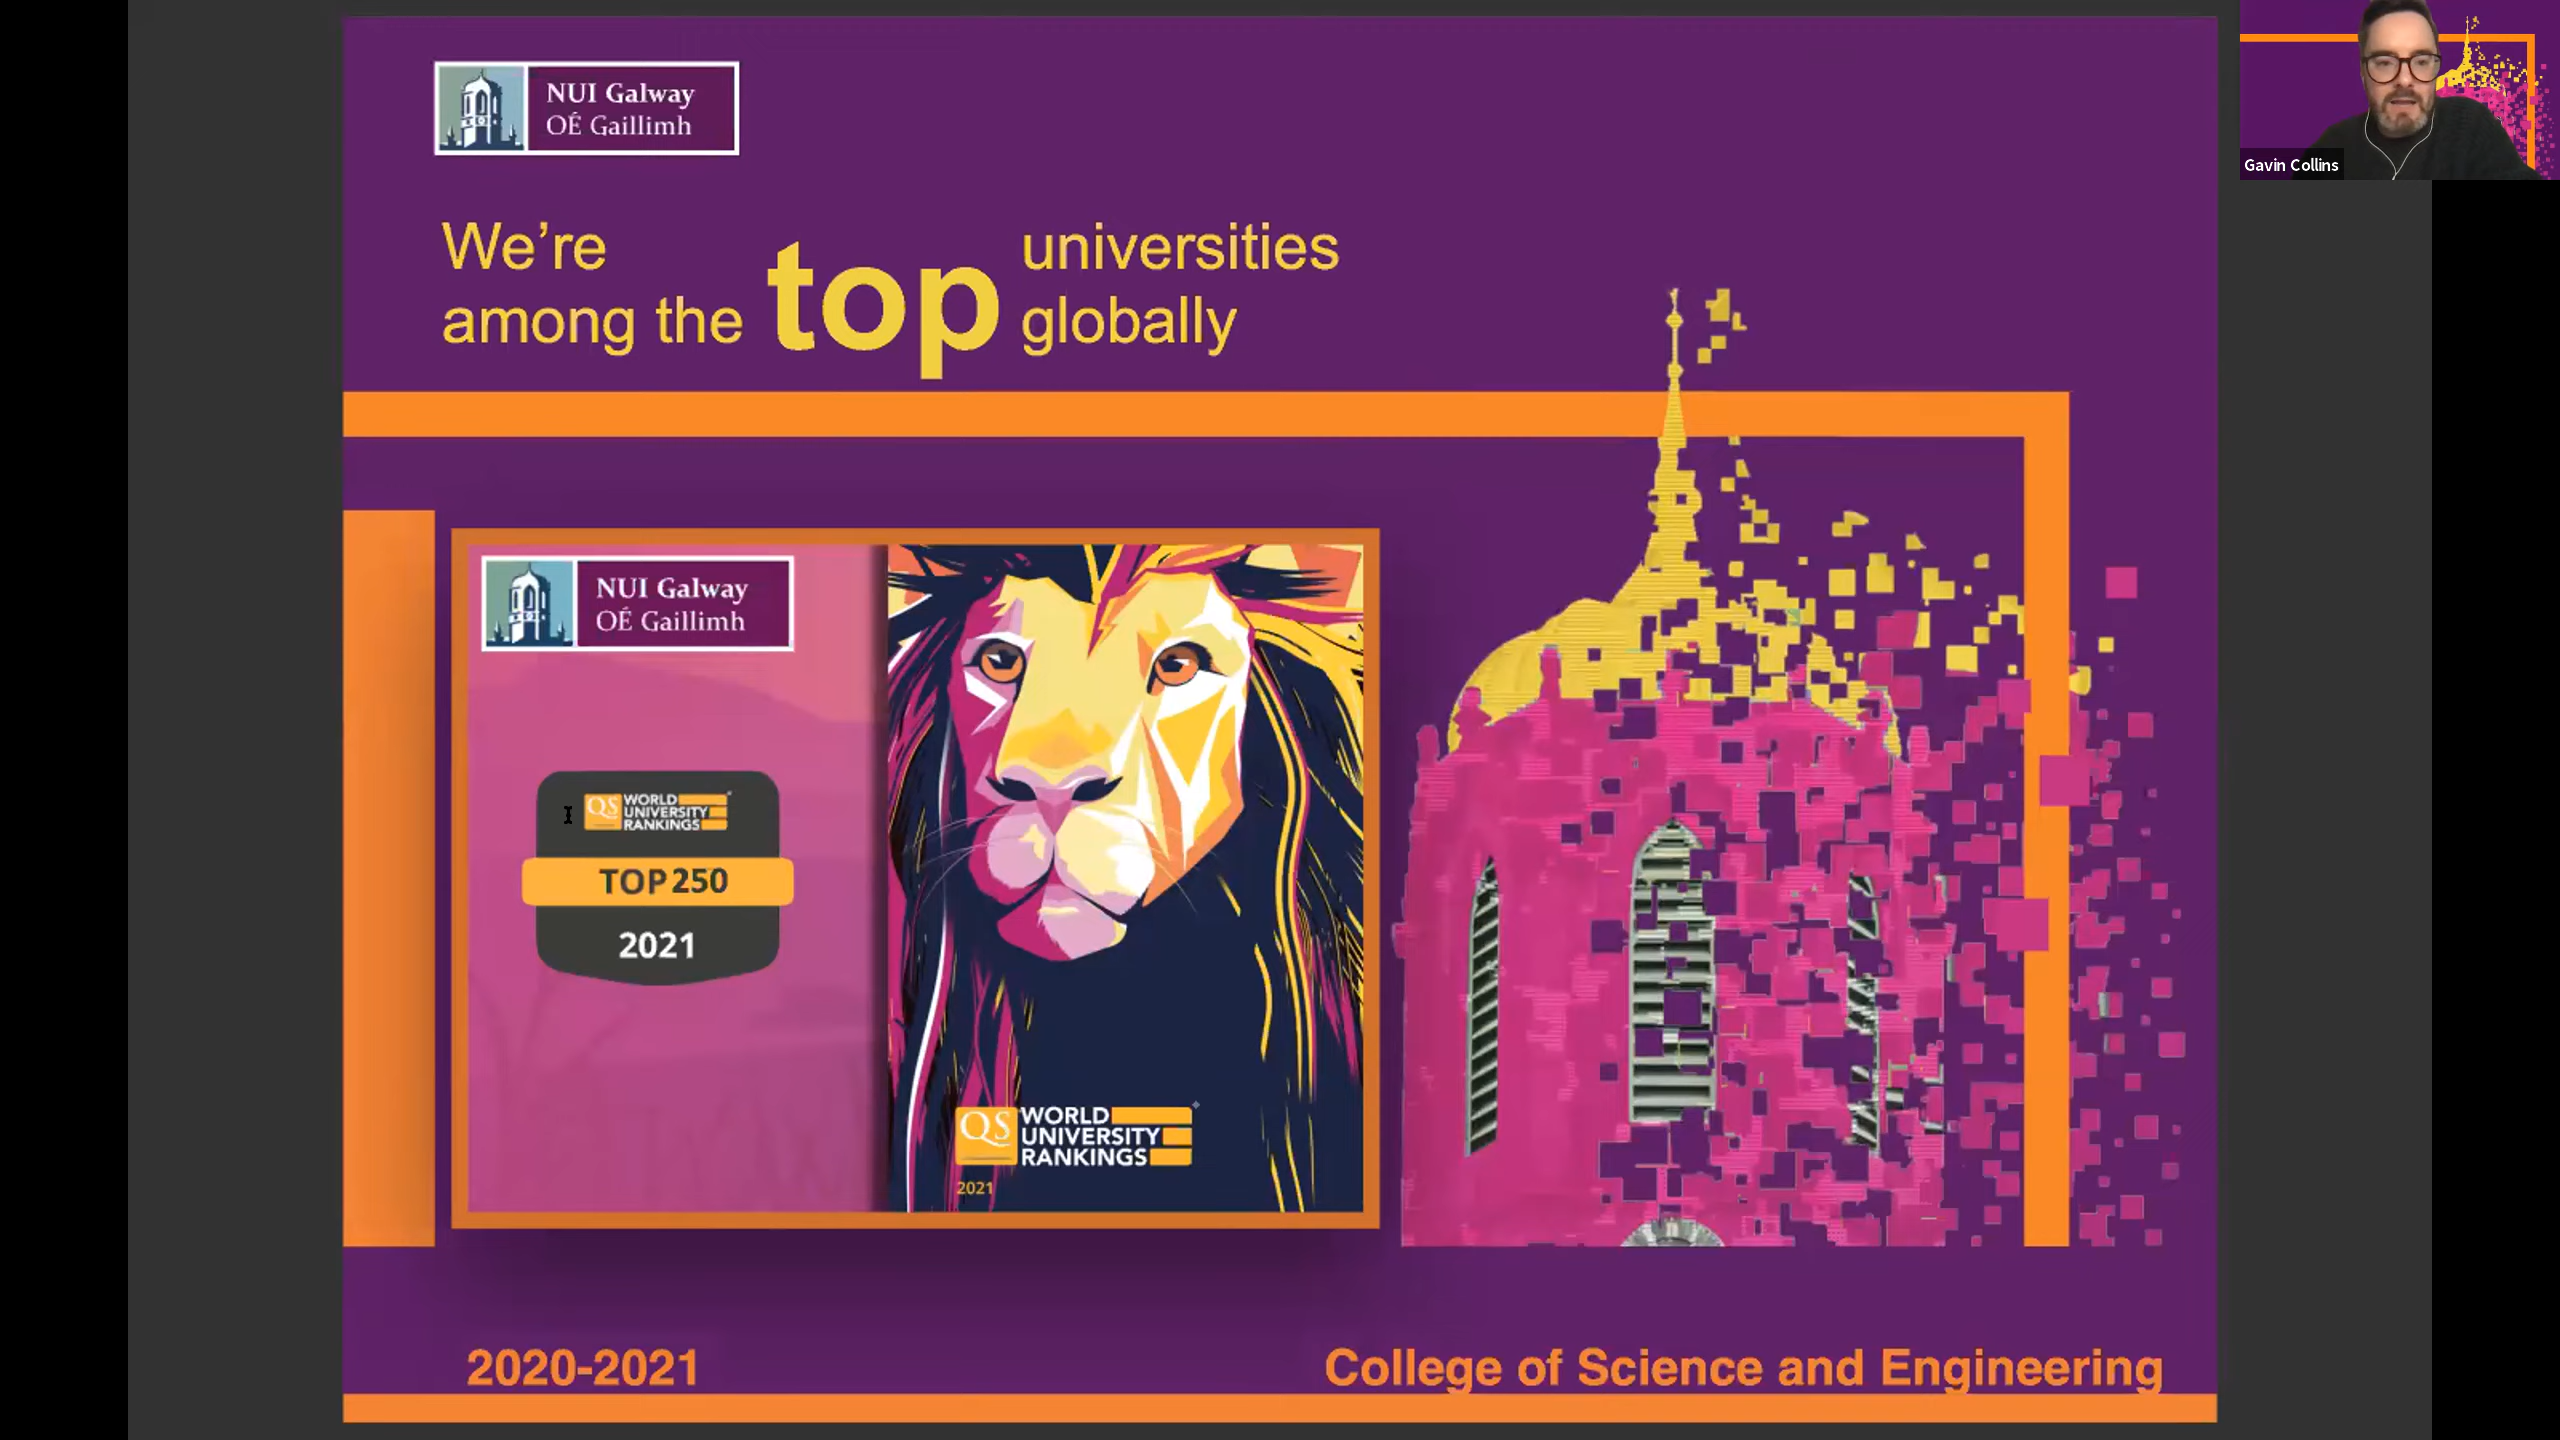 NUI Galway
OÉ Gaillimh
Gavin Collins
We’re
among the
top
universities
globally
NUI Galway
OÉ Gaillimh
QS WORLD
UNIVERSITY
RANKINGS
TOP 250
2021
QS WORLD
UNIVERSITY
RANKINGS
2021
2020-2021
College of Science and Engineering